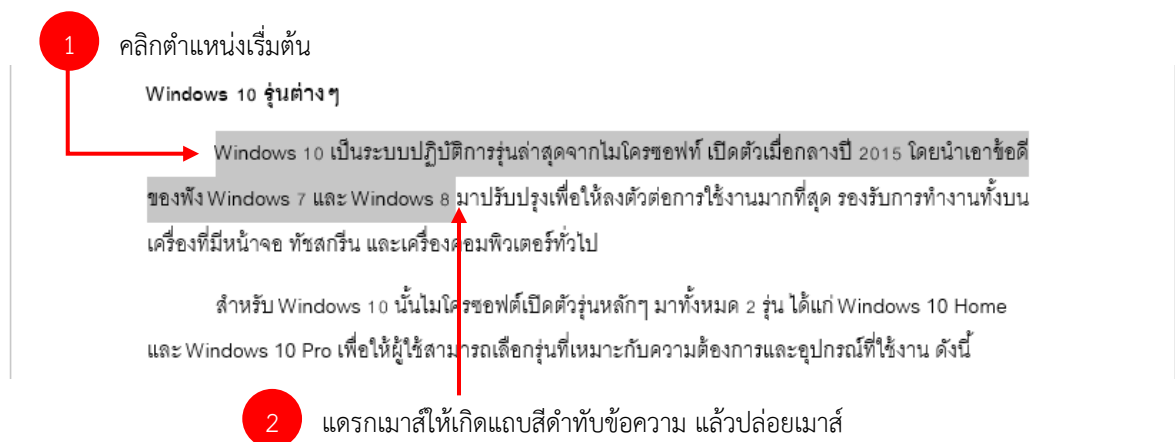 1 คลิกตำแหน่งเริ่มต้น
Windows 10 รุ่นต่างๆ
Windows 10 เป็นระบบปฏิบัติการรุ่นล่าสุดจากไมโครซอฟท์ เปิดตัวเมื่อกลางปี 2015 โดยนำเอาข้อดี
ของฟัง Windows 7 และ Windows 8 มาปรับปรุงเพื่อให้ลงตัวต่อการใช้งานมากที่สุด รองรับการทำงานทั้งบน
เครื่องที่มีหน้าจอ ทัชสกรีน และเครื่องคอมพิวเตอร์ทั่วไป
สำหรับ Windows 10 นั้นไมโครซอฟต์เปิดตัวรุ่นหลักๆ มาทั้งหมด 2 รุ่น ได้แก่ Windows 10 Home
และ Windows 10 Pro เพื่อให้ผู้ใช้สามารถเลือกรุ่นที่เหมาะกับความต้องการและอุปกรณ์ที่ใช้งาน ดังนี้
2 แดรกเมาส์ให้เกิดแถบสีดำทับข้อความ แล้วปล่อยเมาส์